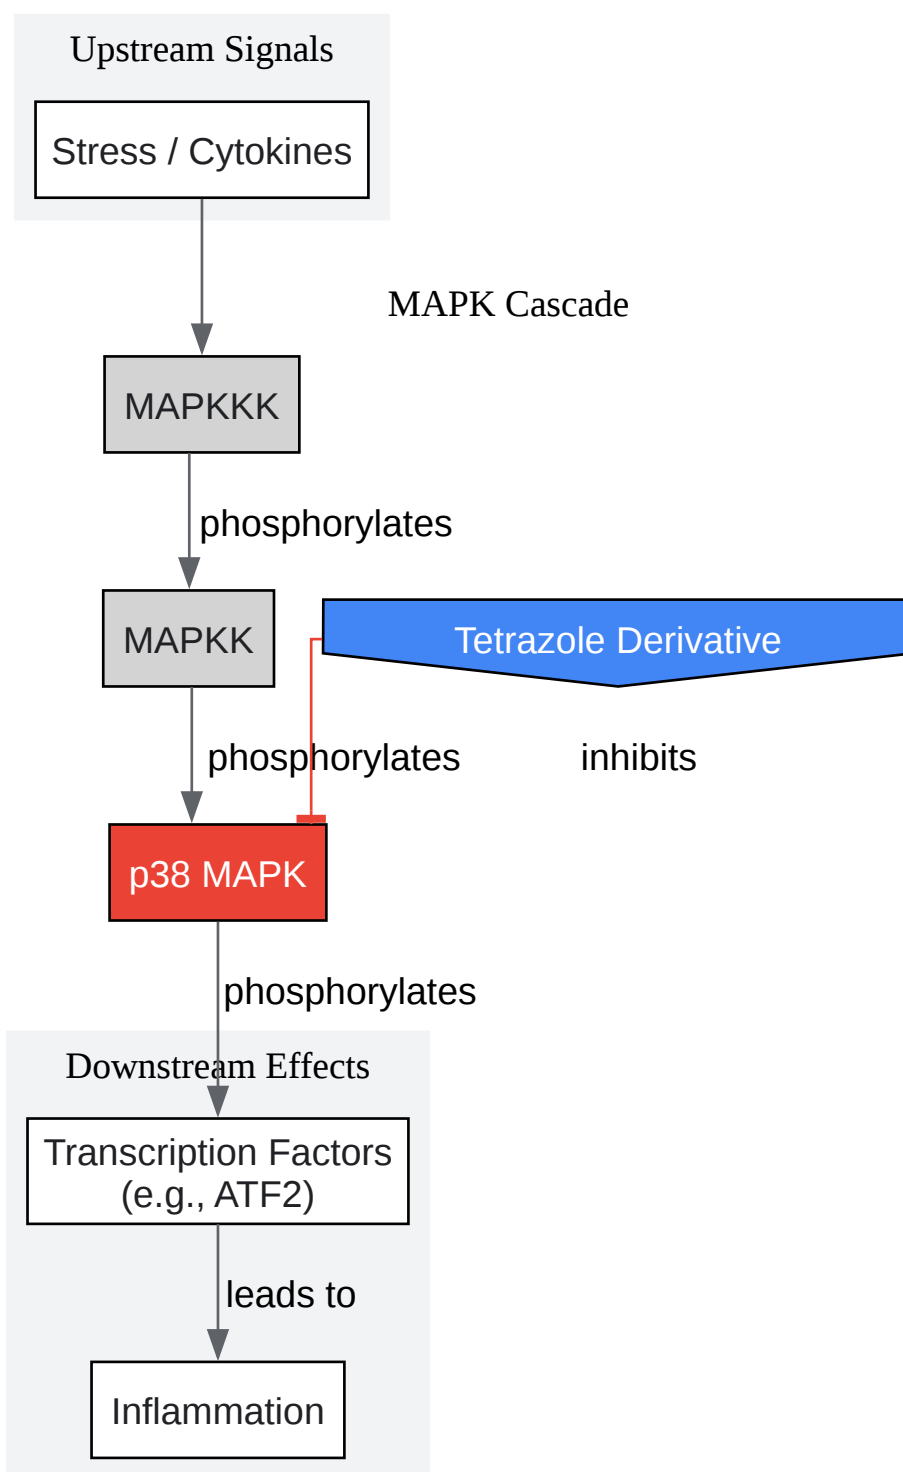 Upstream Signals
Stress / Cytokines
MAPK Cascade
MAPKKK
phosphorylates
MAPKK
Tetrazole Derivative
phosphorylates
inhibits
p38 MAPK
phosphorylates
Downstream Effects
Transcription Factors
(e.g., ATF2)
leads to
Inflammation